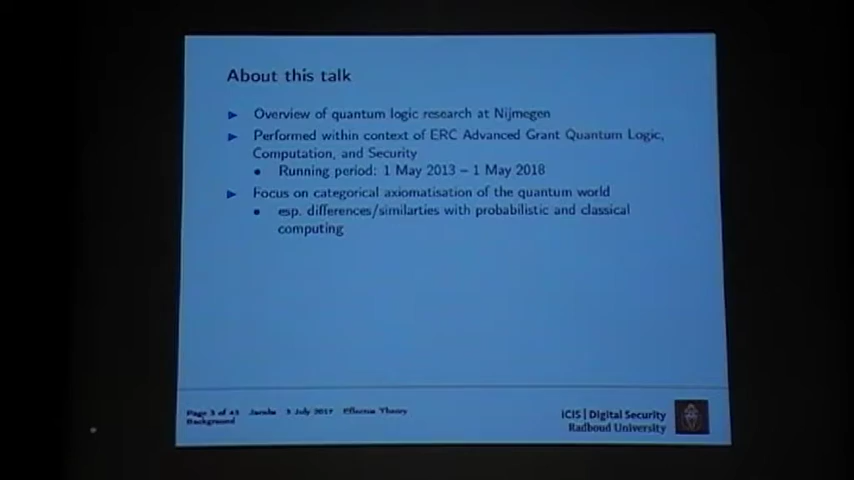 About this talk
Overview of quantum logic research at Nijmegen
Performed within context of ERC Advanced Grant Quantum Logic,
Computation, and Security
Running period: 1 May 2013 – 1 May 2018
Focus on categorical axiomatisation of the quantum world
esp. differences/similarties with probabilistic and classical
computing
Page 3 of 43 Jacobs 3 July 2017 Effectus Theory
Background
iCIS | Digital Security
Radboud University